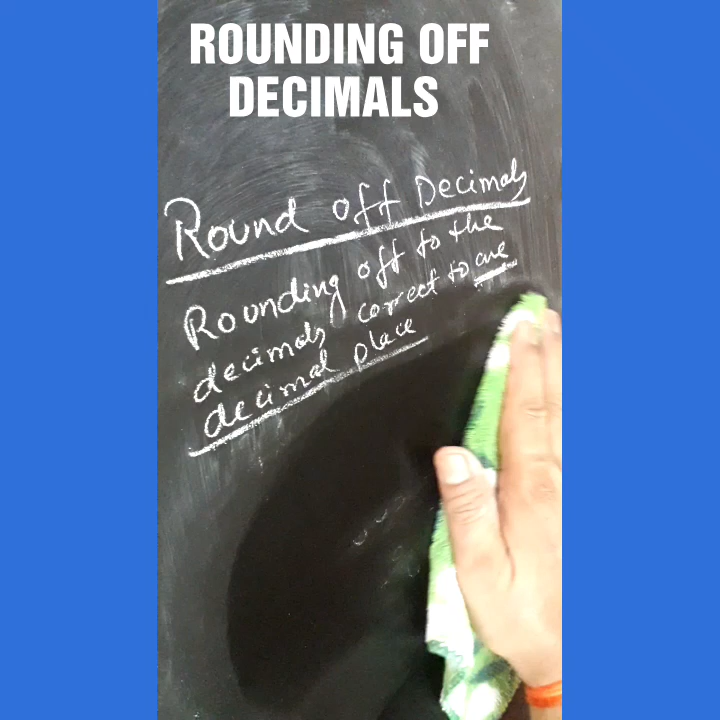 ROUNDING OFF
DECIMALS
Round off Decimals
Rounding off to the
decimals correct to one
decimal place